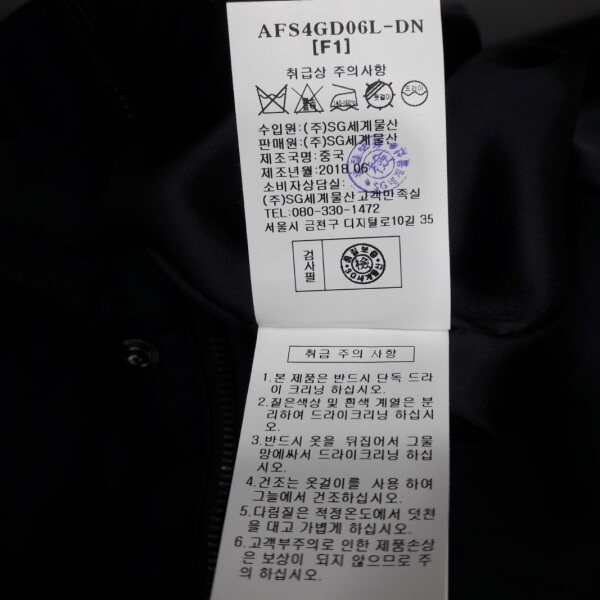 AFS4GD06L-DN
[F1]
취급상 주의사항
수입원:(주)SG세계물산
판매원:(주)SG세계물산
제조국명:중국
제조년월:2018.06
소비자상담실:
(주)SG세계물산고객만족실
TEL:080-330-1472
서울시 금천구 디지털로10길 35
검사필
취급 주의 사항
1.본 제품은 반드시 단독 드라
이 크리닝 하십시오.
2.짙은색상 및 흰색 계열은 분
리하여 드라이크리닝 하십시
오.
3.반드시 옷을 뒤집어서 그물
망에싸서 드라이크리닝 하십
시오.
4.건조는 옷걸이를 사용 하여
그늘에서 건조하십시오.
5.다림질은 적정온도에서 덧천
을 대고 가볍게 하십시오.
6.고객부주의로 인한 제품손상
은 보상이 되지 않으므로 주
의 하십시오.